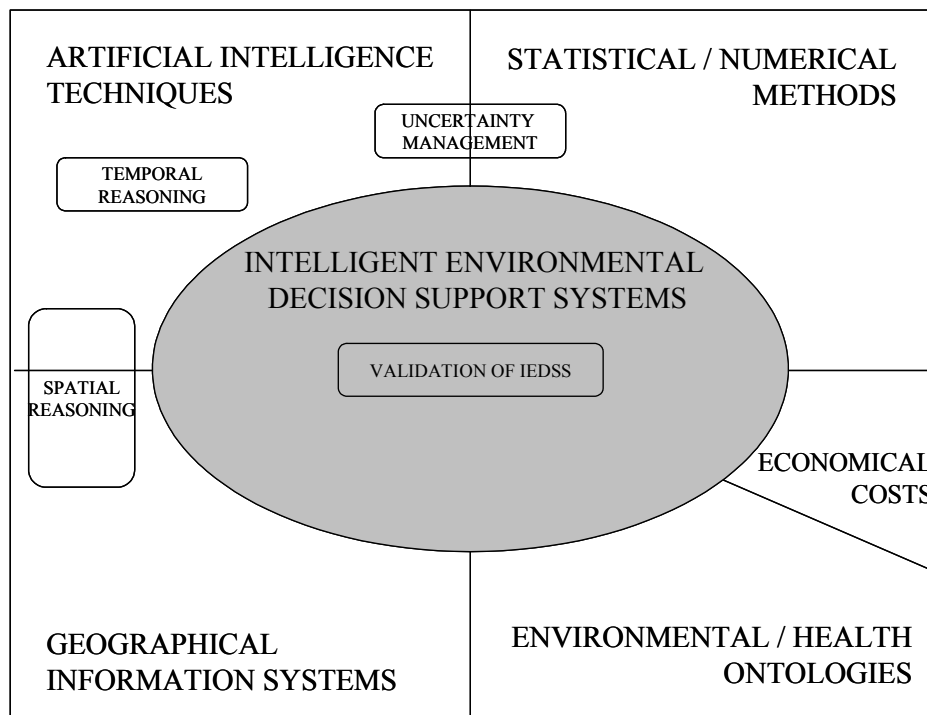 ARTIFICIAL INTELLIGENCE
TECHNIQUES
STATISTICAL / NUMERICAL
METHODS
UNCERTAINTY
MANAGEMENT
TEMPORAL
REASONING
INTELLIGENT ENVIRONMENTAL
DECISION SUPPORT SYSTEMS
VALIDATION OF IEDSS
SPATIAL
REASONING
ECONOMICAL
COSTS
GEOGRAPHICAL
INFORMATION SYSTEMS
ENVIRONMENTAL / HEALTH
ONTOLOGIES